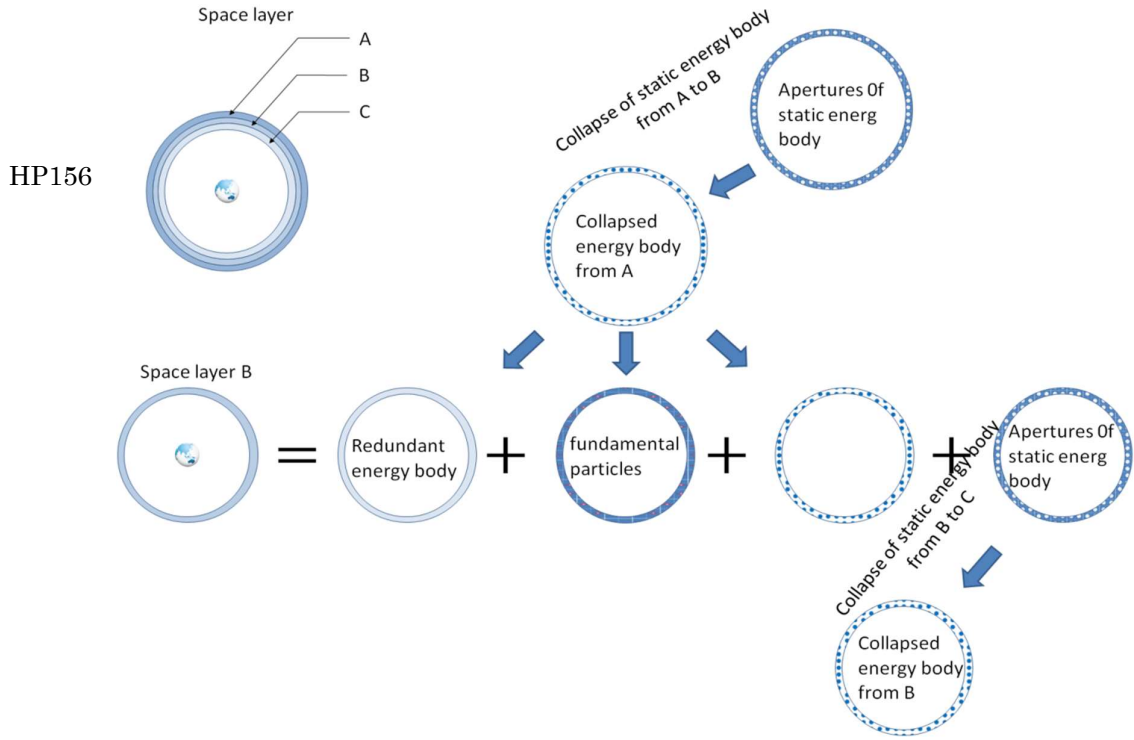 Space layer
A
B
C
HP156
Collapse of static energy body
from A to B
Apertures 0f
static energ
body
Collapsed
energy body
from A
Space layer B
=
Redundant
energy body
+
fundamental
particles
+
+
Apertures 0f
static energ
body
Collapse of static energy body
from B to C
Collapsed
energy body
from B